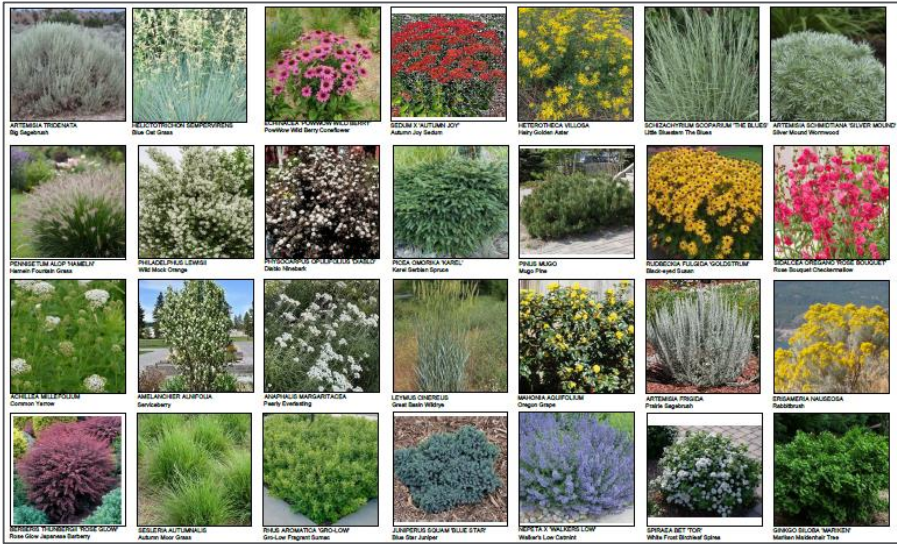 ARTEMISIA TRIDENATA
Big Sagebrush
HELICTOTRICHON SEMPERVIRENS
Blue Oat Grass
ECHINACEA 'POWWOW WILD BERRY'
PowWow Wild Berry Coneflower
SEDUM X 'AUTUMN JOY'
Autumn Joy Sedum
HETEROTHECA VILLOSA
Hairy Golden Aster
SCHIZACHYRIUM SCOPARIUM 'THE BLUES'
Little Bluestem The Blues
ARTEMISIA SCHMIDTIANA 'SILVER MOUND'
Silver Mound Wormwood
PENNISETUM ALOP 'HAMELN'
Hameln Fountain Grass
PHILADELPHUS LEWISII
Wild Mock Orange
PHYSOCARPUS OPULIFOLIUS 'DIABLO'
Diablo Ninebark
PICEA OMORIKA 'KAREL'
Karel Serbian Spruce
PINUS MUGO
Mugo Pine
RUDBECKIA FULGIDA 'GOLDSTRUM'
Black-eyed Susan
SIDALCEA OREGANO 'ROSE BOUQUET'
Rose Bouquet Checkermallow
ACHILLEA MILLEFOLIUM
Common Yarrow
AMELANCHIER ALNIFOLIA
Serviceberry
ANAPHALIS MARGARITACEA
Pearly Everlasting
LEYMUS CINEREUS
Great Basin Wildrye
MAHONIA AQUIFOLIUM
Oregon Grape
ARTEMISIA FRIGIDA
Prairie Sagebrush
ERISAMERIA NAUSEOSA
Rabbitbrush
BERBERIS THUNBERGII 'ROSE GLOW'
Rose Glow Japanese Barberry
SESLERIA AUTUMNALIS
Autumn Moor Grass
RHUS AROMATICA 'GRO-LOW'
Gro-Low Fragrant Sumac
JUNIPERUS SQUAM 'BLUE STAR'
Blue Star Juniper
NEPETA X 'WALKERS LOW'
Walker's Low Catmint
SPIRAEA BET 'TOR'
White Frost Birchleaf Spirea
GINKGO BILOBA 'MARIKEN'
Mariken Maidenhair Tree